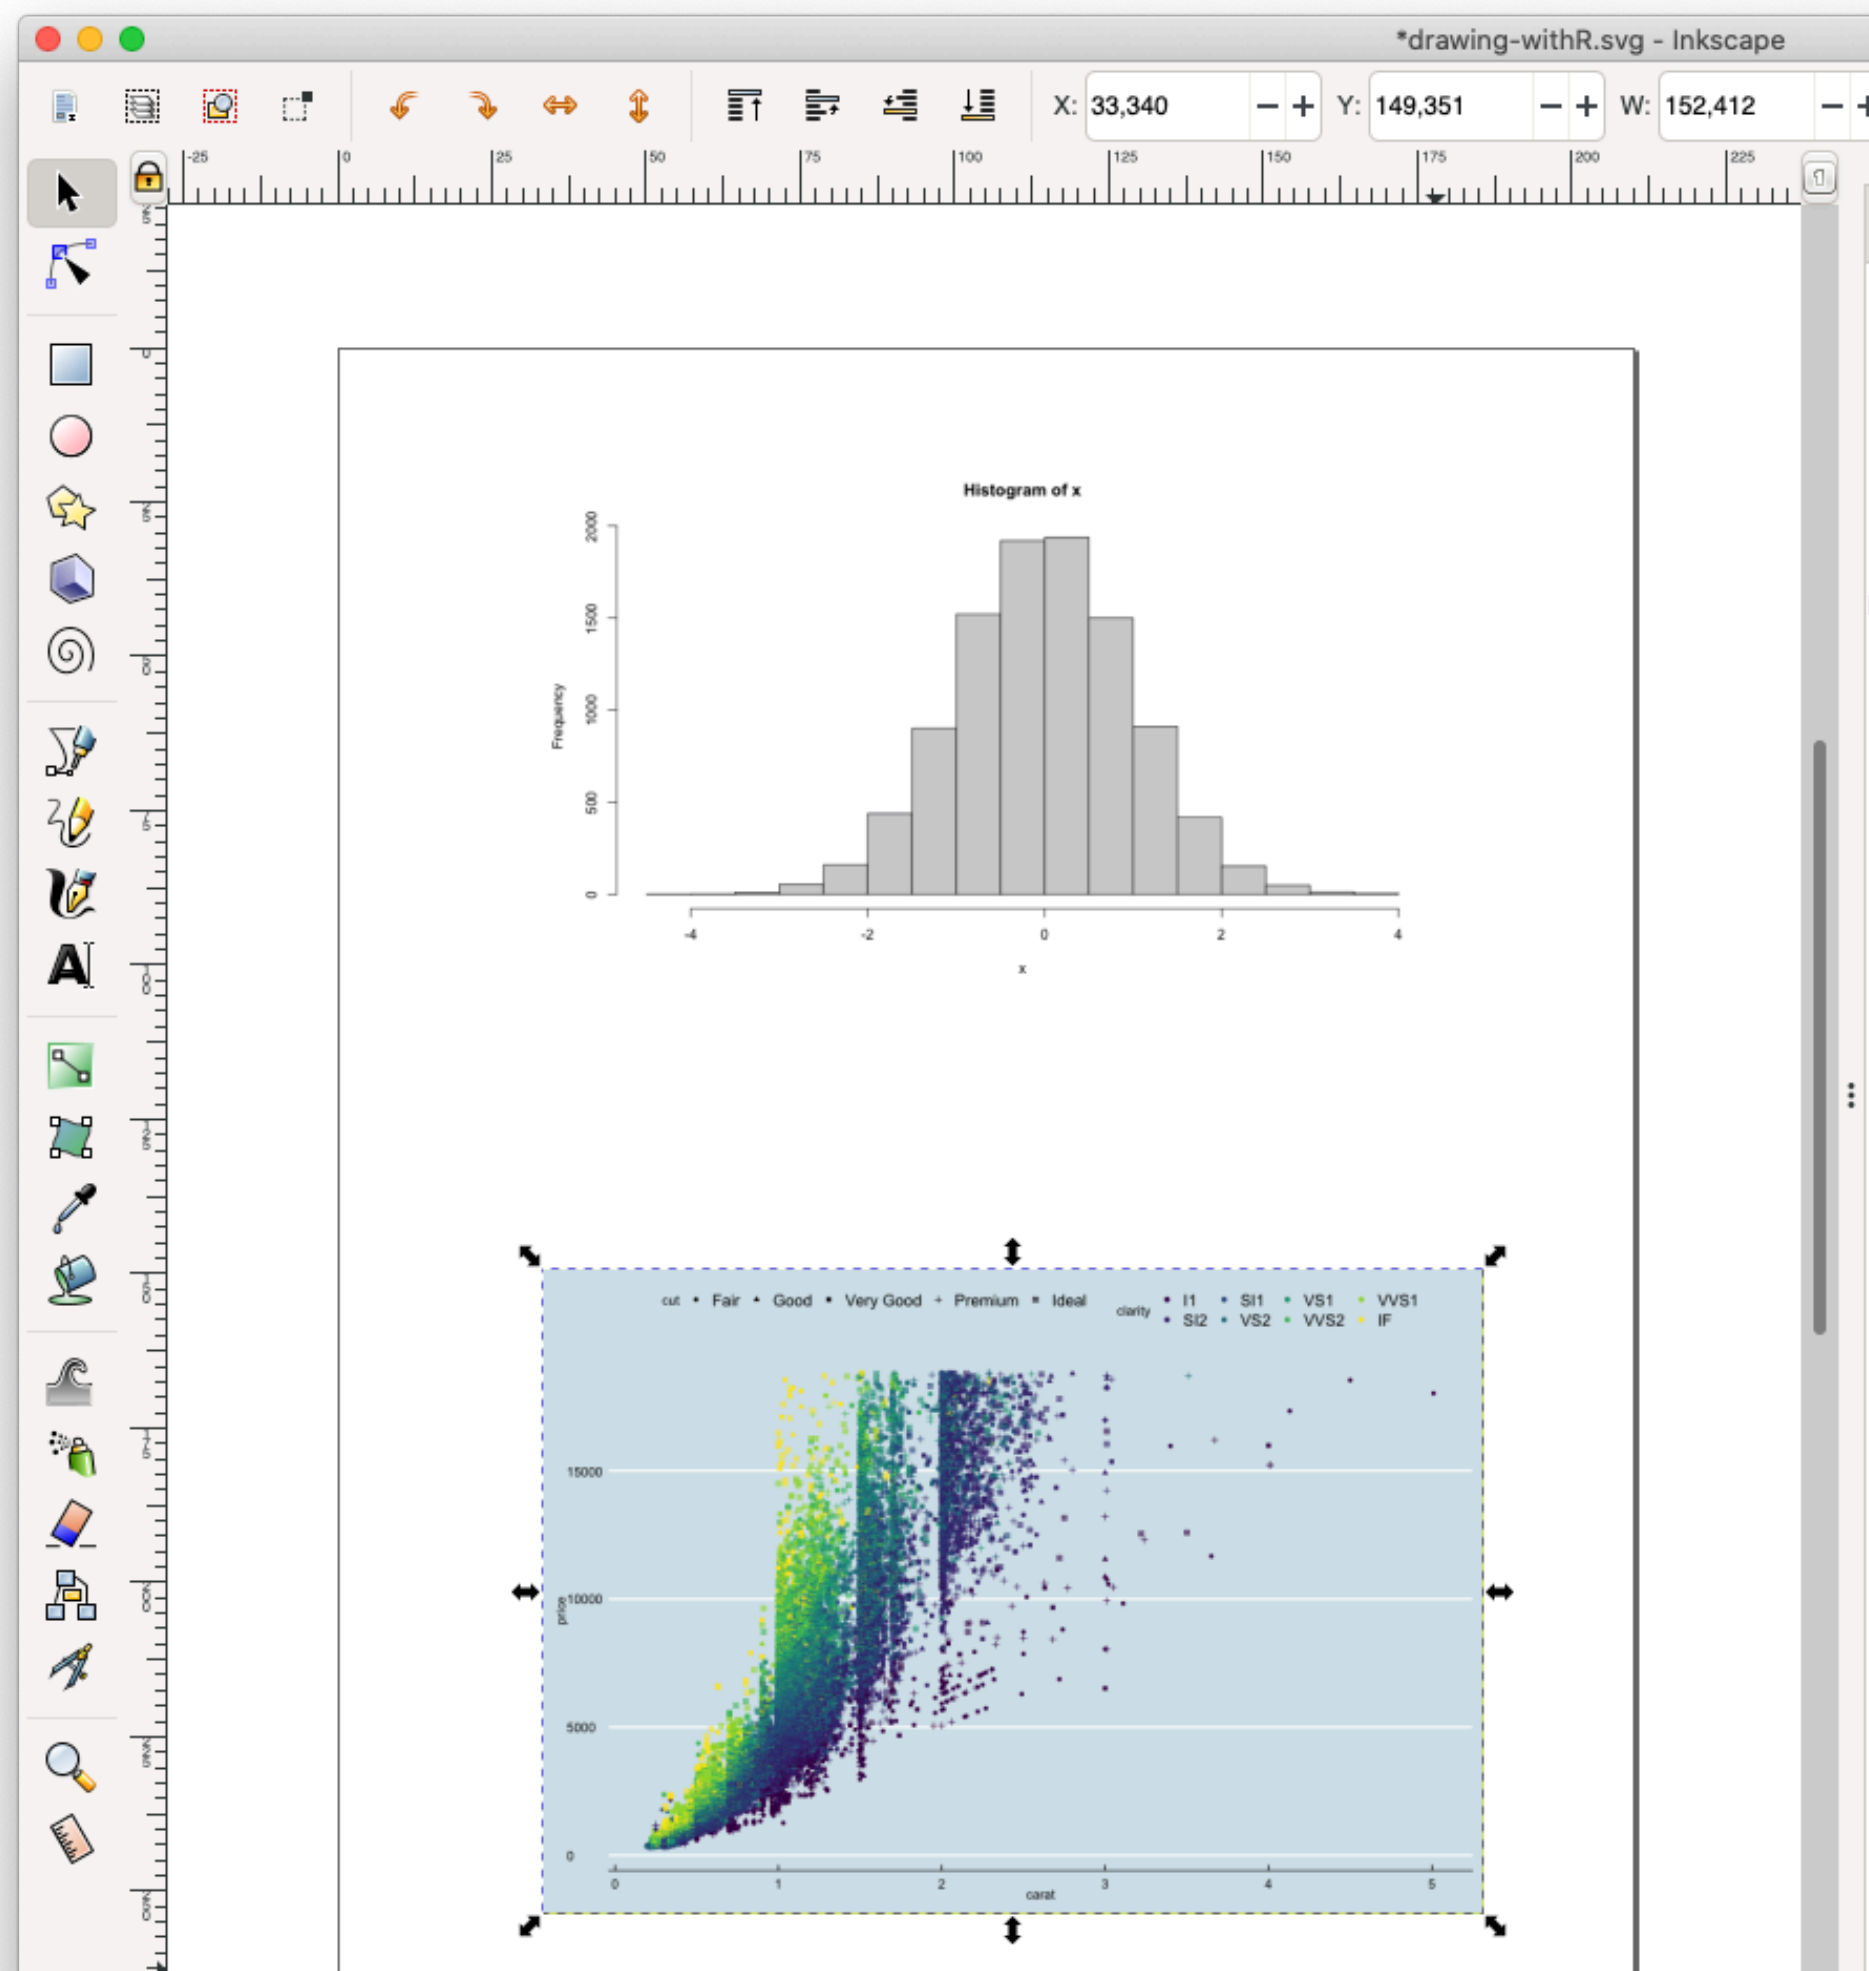 *drawing-withR.svg - Inkscape
X: 33,340 Y: 149,351 W: 152,412
-25 0 25 50 75 100 125 150 175 200 225
Histogram of x
2000
1500
1000
500
0
Frequency
-4 -2 0 2 4
x
cut Fair Good Very Good Premium Ideal
clarity I1 SI1 VS1 VVS1
SI2 VS2 VVS2 IF
15000
10000
5000
0
price
0 1 2 3 4 5
carat